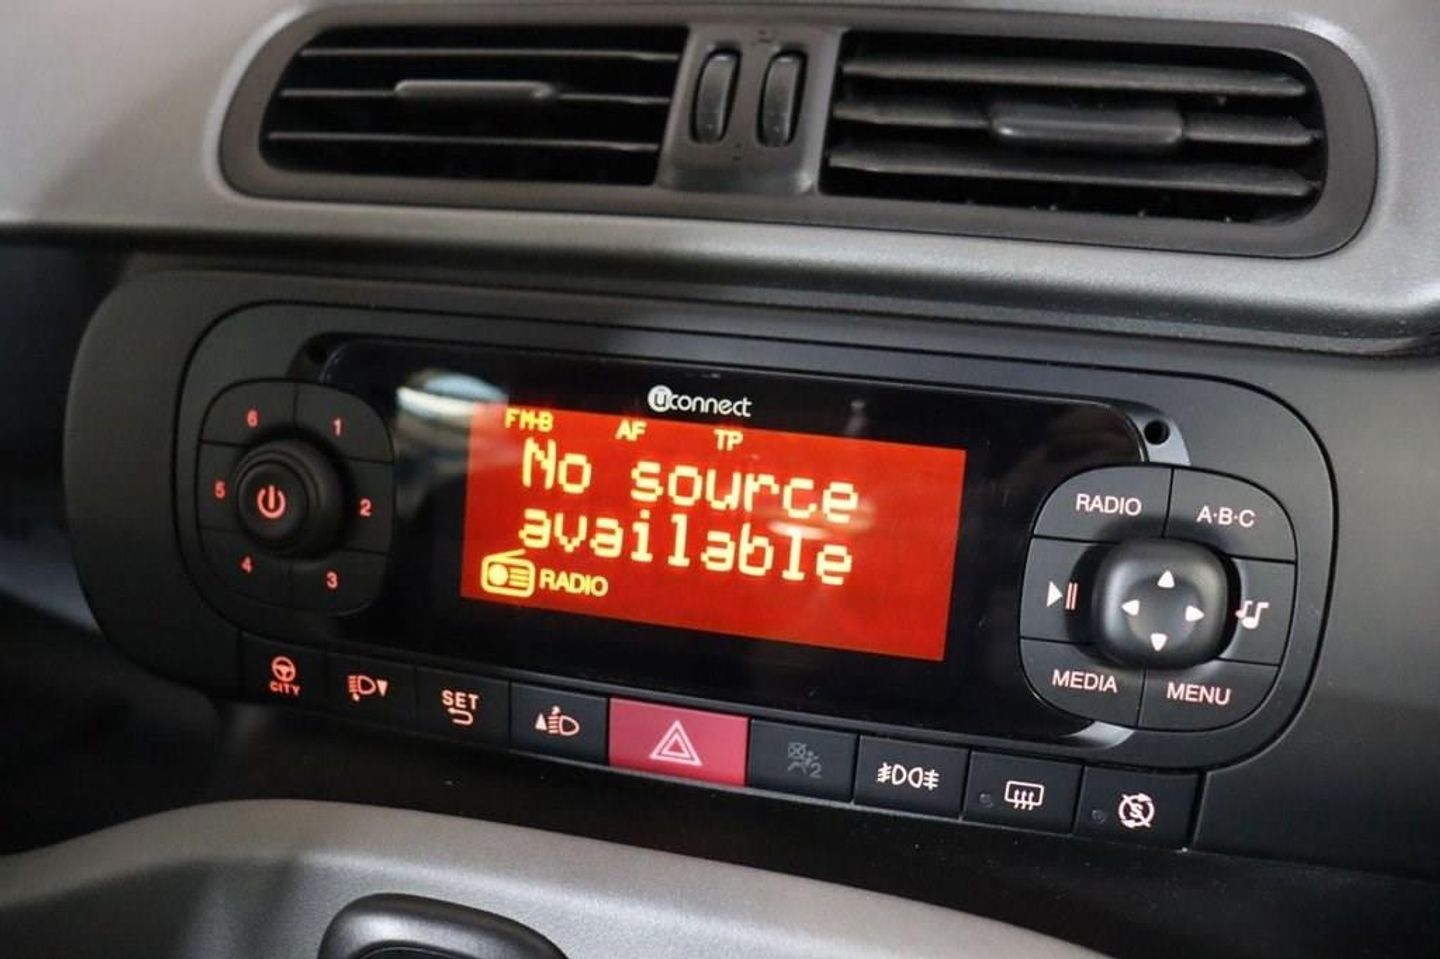 uconnect
FM-B AF TP
No source
available
RADIO
6 1
5 2
4 3
RADIO A·B·C
MEDIA MENU
CITY
SET
2
S